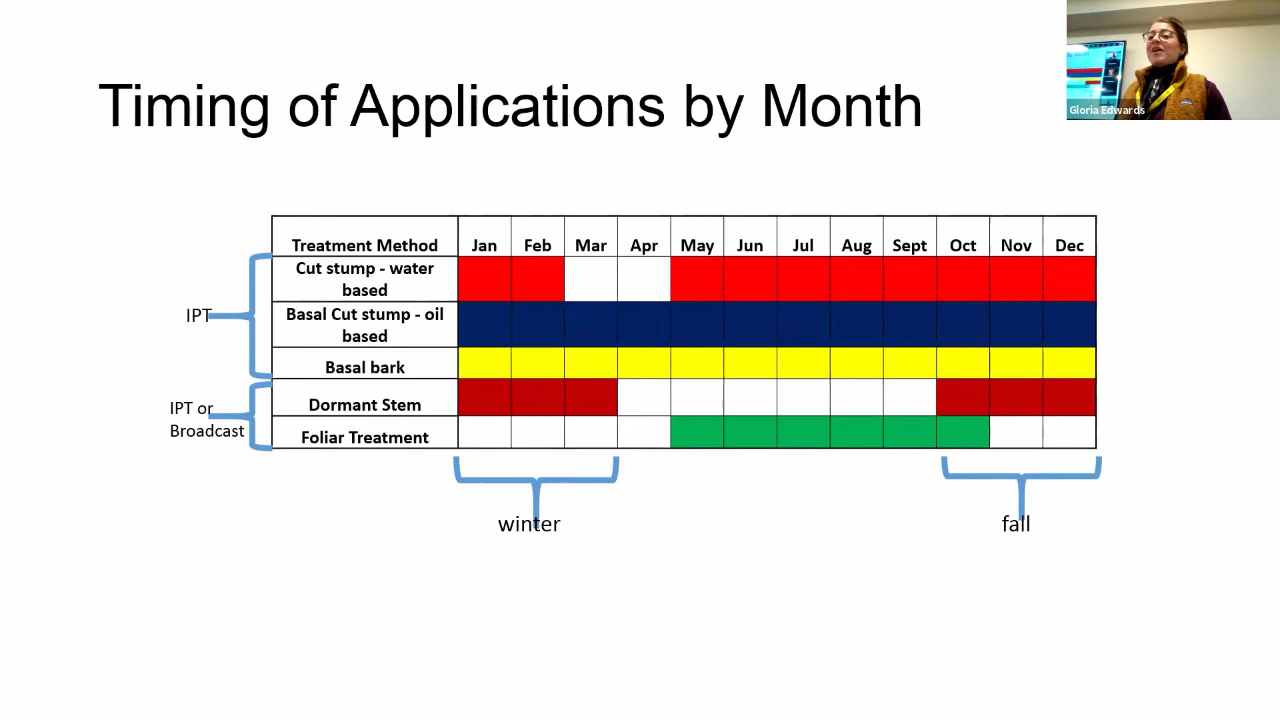 Timing of Applications by Month
Gloria Edwards
Treatment Method Jan Feb Mar Apr May Jun Jul Aug Sept Oct Nov Dec
Cut stump - water
based
IPT
Basal Cut stump - oil
based
Basal bark
IPT or
Broadcast
Dormant Stem
Foliar Treatment
winter
fall